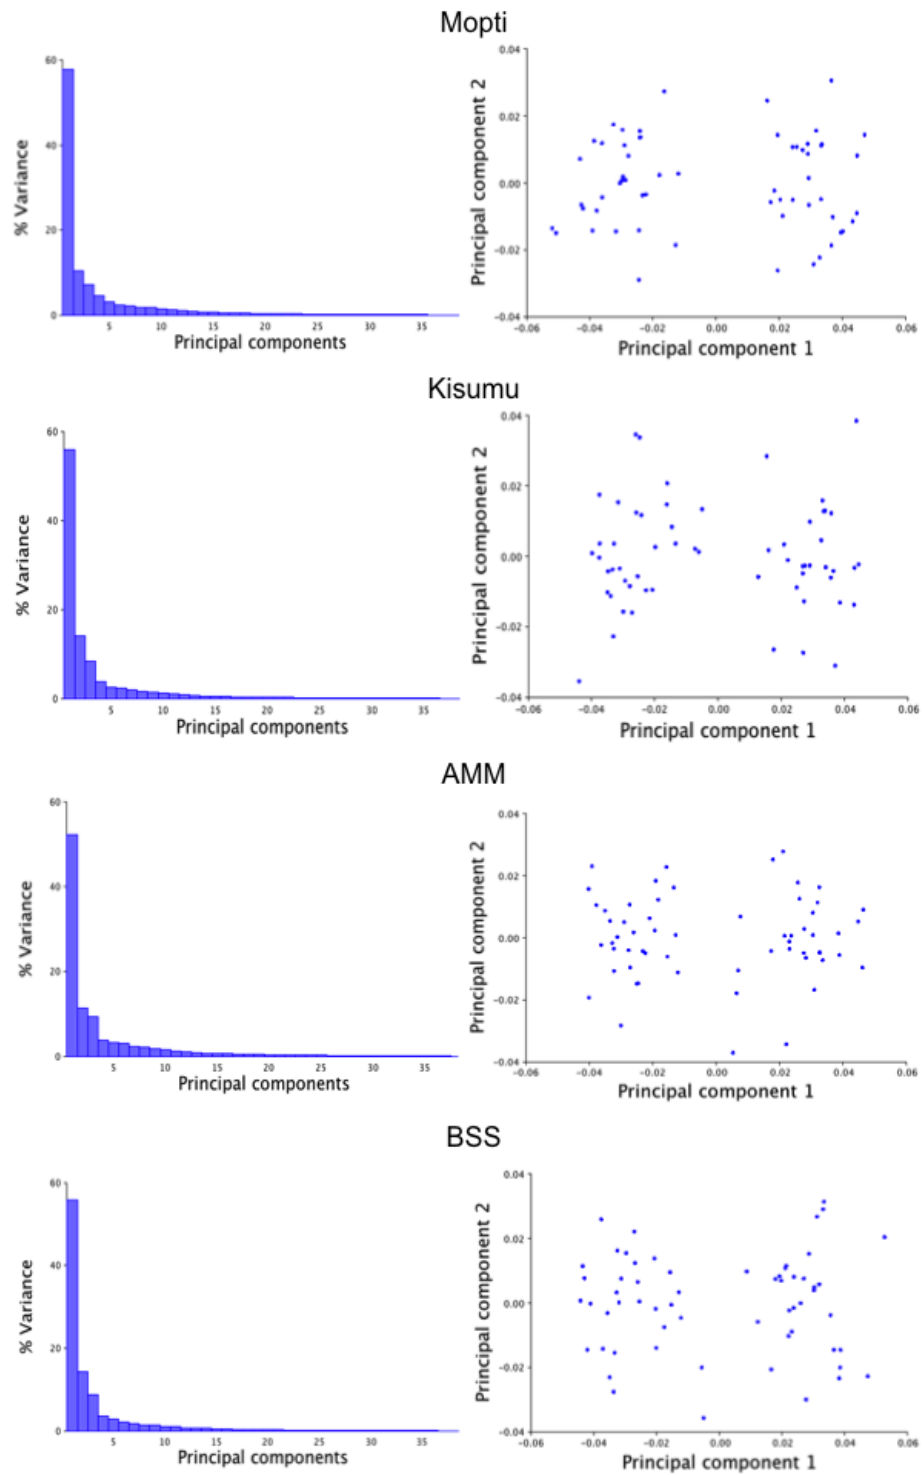 Mopti
60
40
20
0
% Variance
5 10 15 20 25 30 35
Principal components
0.04
0.02
0.00
-0.02
-0.04
Principal component 2
-0.06 -0.04 -0.02 0.00 0.02 0.04 0.06
Principal component 1
Kisumu
60
40
20
0
% Variance
5 10 15 20 25 30 35
Principal components
0.04
0.02
0.00
-0.02
-0.04
Principal component 2
-0.06 -0.04 -0.02 0.00 0.02 0.04 0.06
Principal component 1
AMM
60
40
20
0
% Variance
5 10 15 20 25 30 35
Principal components
0.04
0.02
0.00
-0.02
-0.04
Principal component 2
-0.06 -0.04 -0.02 0.00 0.02 0.04 0.06
Principal component 1
BSS
60
40
20
0
% Variance
5 10 15 20 25 30 35
Principal components
0.04
0.02
0.00
-0.02
-0.04
Principal component 2
-0.06 -0.04 -0.02 0.00 0.02 0.04 0.06
Principal component 1